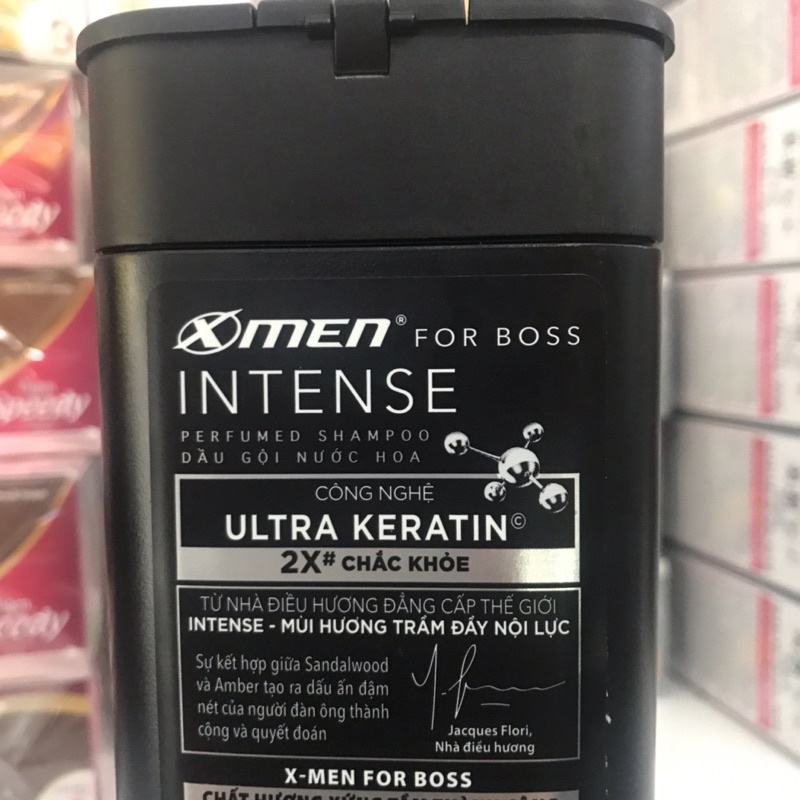 X-MEN® FOR BOSS
INTENSE
PERFUMED SHAMPOO
DẦU GỘI NƯỚC HOA
CÔNG NGHỆ
ULTRA KERATIN©
2X# CHẮC KHỎE
TỪ NHÀ ĐIỀU HƯƠNG ĐẲNG CẤP THẾ GIỚI
INTENSE - MÙI HƯƠNG TRẦM ĐẦY NỘI LỰC
Sự kết hợp giữa Sandalwood
và Amber tạo ra dấu ấn đậm
nét của người đàn ông thành
công và quyết đoán
Jacques Flori,
Nhà điều hương
X-MEN FOR BOSS
Speedy